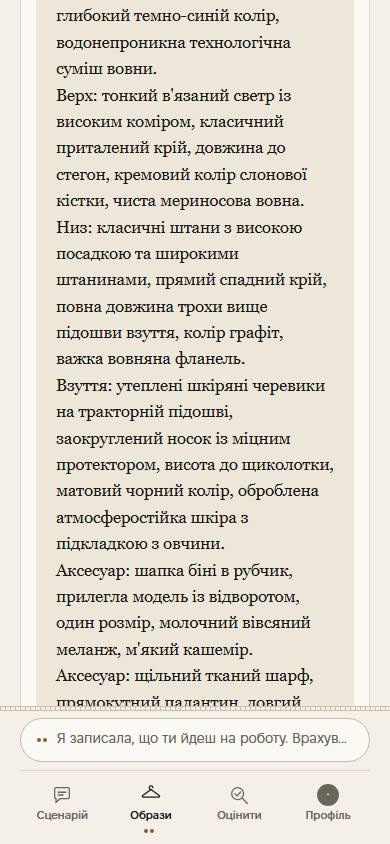 глибокий темно-синій колір,
водонепроникна технологічна
суміш вовни.
Верх: тонкий в'язаний светр із
високим коміром, класичний
приталений крій, довжина до
стегон, кремовий колір слонової
кістки, чиста мериносова вовна.
Низ: класичні штани з високою
посадкою та широкими
штанинами, прямий спадний крій,
повна довжина трохи вище
підошви взуття, колір графіт,
важка вовняна фланель.
Взуття: утеплені шкіряні черевики
на тракторній підошві,
заокруглений носок із міцним
протектором, висота до щиколотки,
матовий чорний колір, оброблена
атмосферостійка шкіра з
підкладкою з овчини.
Аксесуар: шапка біні в рубчик,
прилегла модель із відворотом,
один розмір, молочний вівсяний
меланж, м'який кашемір.
Аксесуар: щільний тканий шарф,
прямокутний палантин, довгий
Я записала, що ти йдеш на роботу. Врахув...
Сценарій
Образи
Оцінити
Профіль